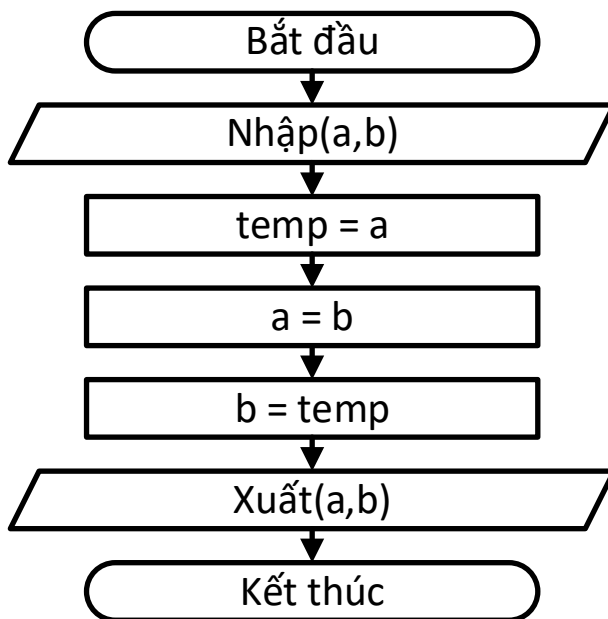 Bắt đầu
Nhập(a,b)
temp = a
a = b
b = temp
Xuất(a,b)
Kết thúc